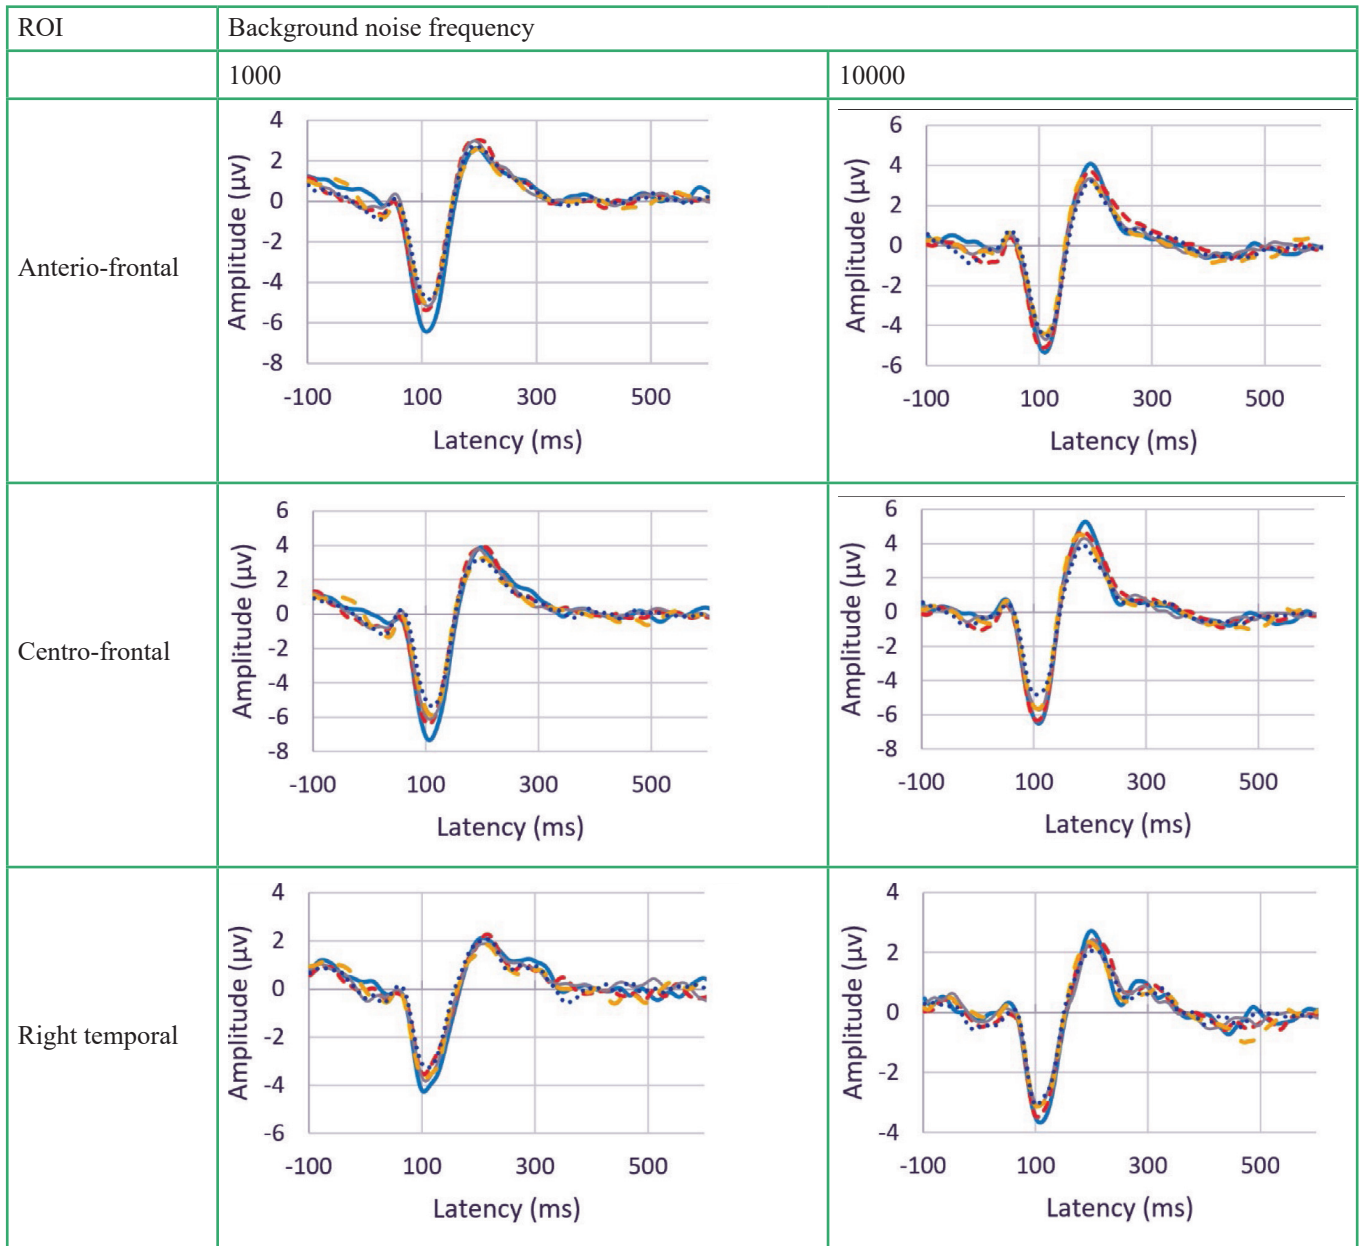 ROI Background noise frequency
1000 10000
Anterio-frontal
4
2
0
-2
-4
-6
-8
Amplitude (μv)
-100 100 300 500
Latency (ms)
6
4
2
0
-2
-4
-6
Amplitude (μv)
-100 100 300 500
Latency (ms)
Centro-frontal
6
4
2
0
-2
-4
-6
-8
Amplitude (μv)
-100 100 300 500
Latency (ms)
6
4
2
0
-2
-4
-6
-8
Amplitude (μv)
-100 100 300 500
Latency (ms)
Right temporal
4
2
0
-2
-4
-6
Amplitude (μv)
-100 100 300 500
Latency (ms)
4
2
0
-2
-4
Amplitude (μv)
-100 100 300 500
Latency (ms)